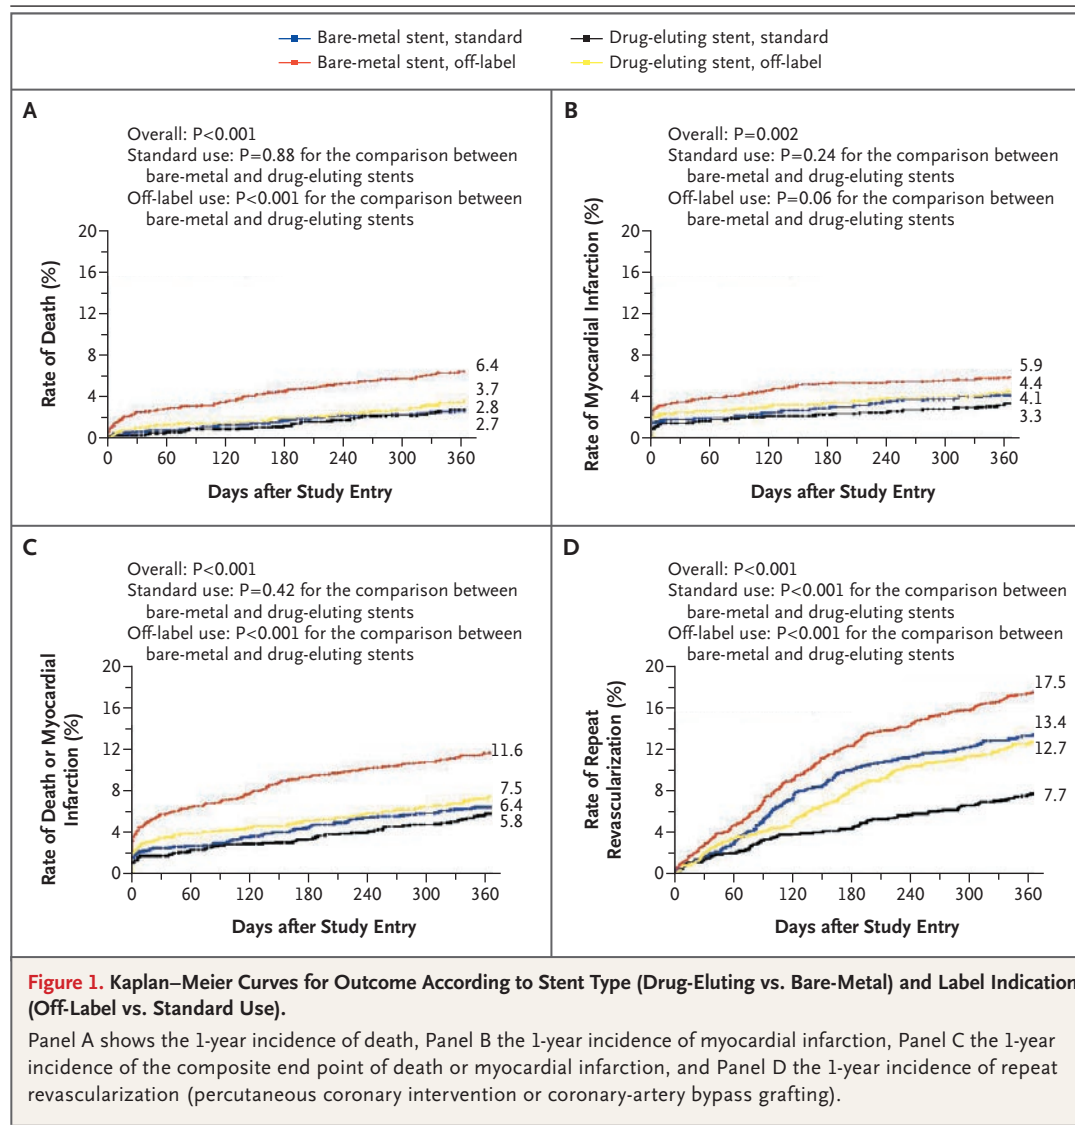 Bare-metal stent, standard
Drug-eluting stent, standard
Bare-metal stent, off-label
Drug-eluting stent, off-label
A
Overall: P<0.001
Standard use: P=0.88 for the comparison between
bare-metal and drug-eluting stents
Off-label use: P<0.001 for the comparison between
bare-metal and drug-eluting stents
Rate of Death (%)
20
16
12
8
4
0
6.4
3.7
2.8
2.7
0 60 120 180 240 300 360
Days after Study Entry
B
Overall: P=0.002
Standard use: P=0.24 for the comparison between
bare-metal and drug-eluting stents
Off-label use: P=0.06 for the comparison between
bare-metal and drug-eluting stents
Rate of Myocardial Infarction (%)
20
16
12
8
4
0
5.9
4.4
4.1
3.3
0 60 120 180 240 300 360
Days after Study Entry
C
Overall: P<0.001
Standard use: P=0.42 for the comparison between
bare-metal and drug-eluting stents
Off-label use: P<0.001 for the comparison between
bare-metal and drug-eluting stents
Rate of Death or Myocardial
Infarction (%)
20
16
12
8
4
0
11.6
7.5
6.4
5.8
0 60 120 180 240 300 360
Days after Study Entry
D
Overall: P<0.001
Standard use: P<0.001 for the comparison between
bare-metal and drug-eluting stents
Off-label use: P<0.001 for the comparison between
bare-metal and drug-eluting stents
Rate of Repeat
Revascularization (%)
20
16
12
8
4
0
17.5
13.4
12.7
7.7
0 60 120 180 240 300 360
Days after Study Entry
Figure 1. Kaplan–Meier Curves for Outcome According to Stent Type (Drug-Eluting vs. Bare-Metal) and Label Indication
(Off-Label vs. Standard Use).
Panel A shows the 1-year incidence of death, Panel B the 1-year incidence of myocardial infarction, Panel C the 1-year
incidence of the composite end point of death or myocardial infarction, and Panel D the 1-year incidence of repeat
revascularization (percutaneous coronary intervention or coronary-artery bypass grafting).